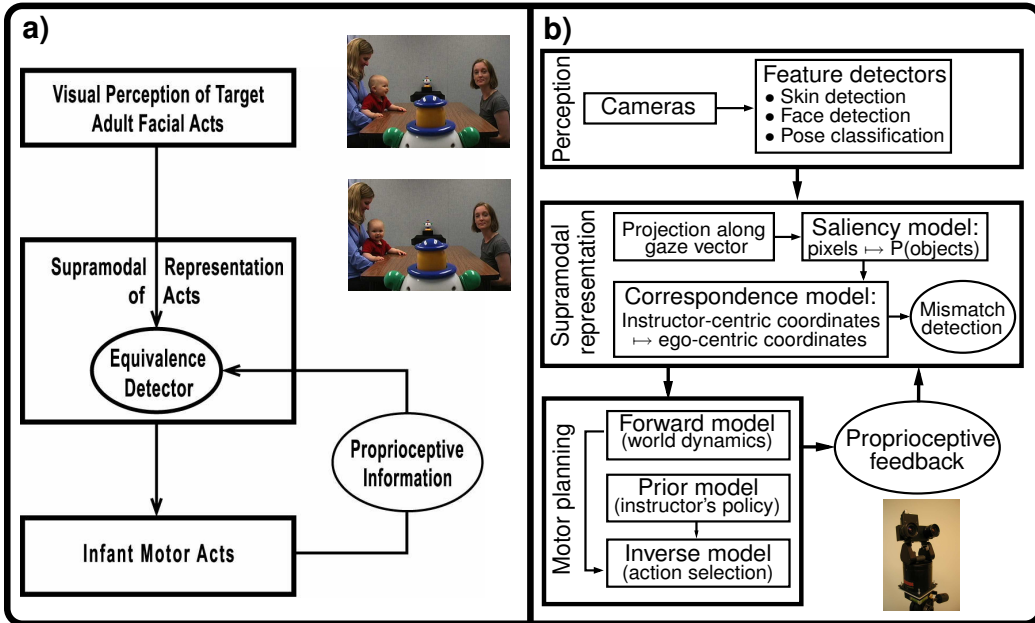 a)
Visual Perception of Target
Adult Facial Acts
Supramodal Representation
of Acts
Equivalence
Detector
Proprioceptive
Information
Infant Motor Acts
b)
Perception
Cameras
Feature detectors
● Skin detection
● Face detection
● Pose classification
Supramodal
representation
Projection along
gaze vector
Saliency model:
pixels ↦ P(objects)
Correspondence model:
Instructor-centric coordinates
↦ ego-centric coordinates
Mismatch
detection
Motor planning
Forward model
(world dynamics)
Prior model
(instructor's policy)
Inverse model
(action selection)
Proprioceptive
feedback